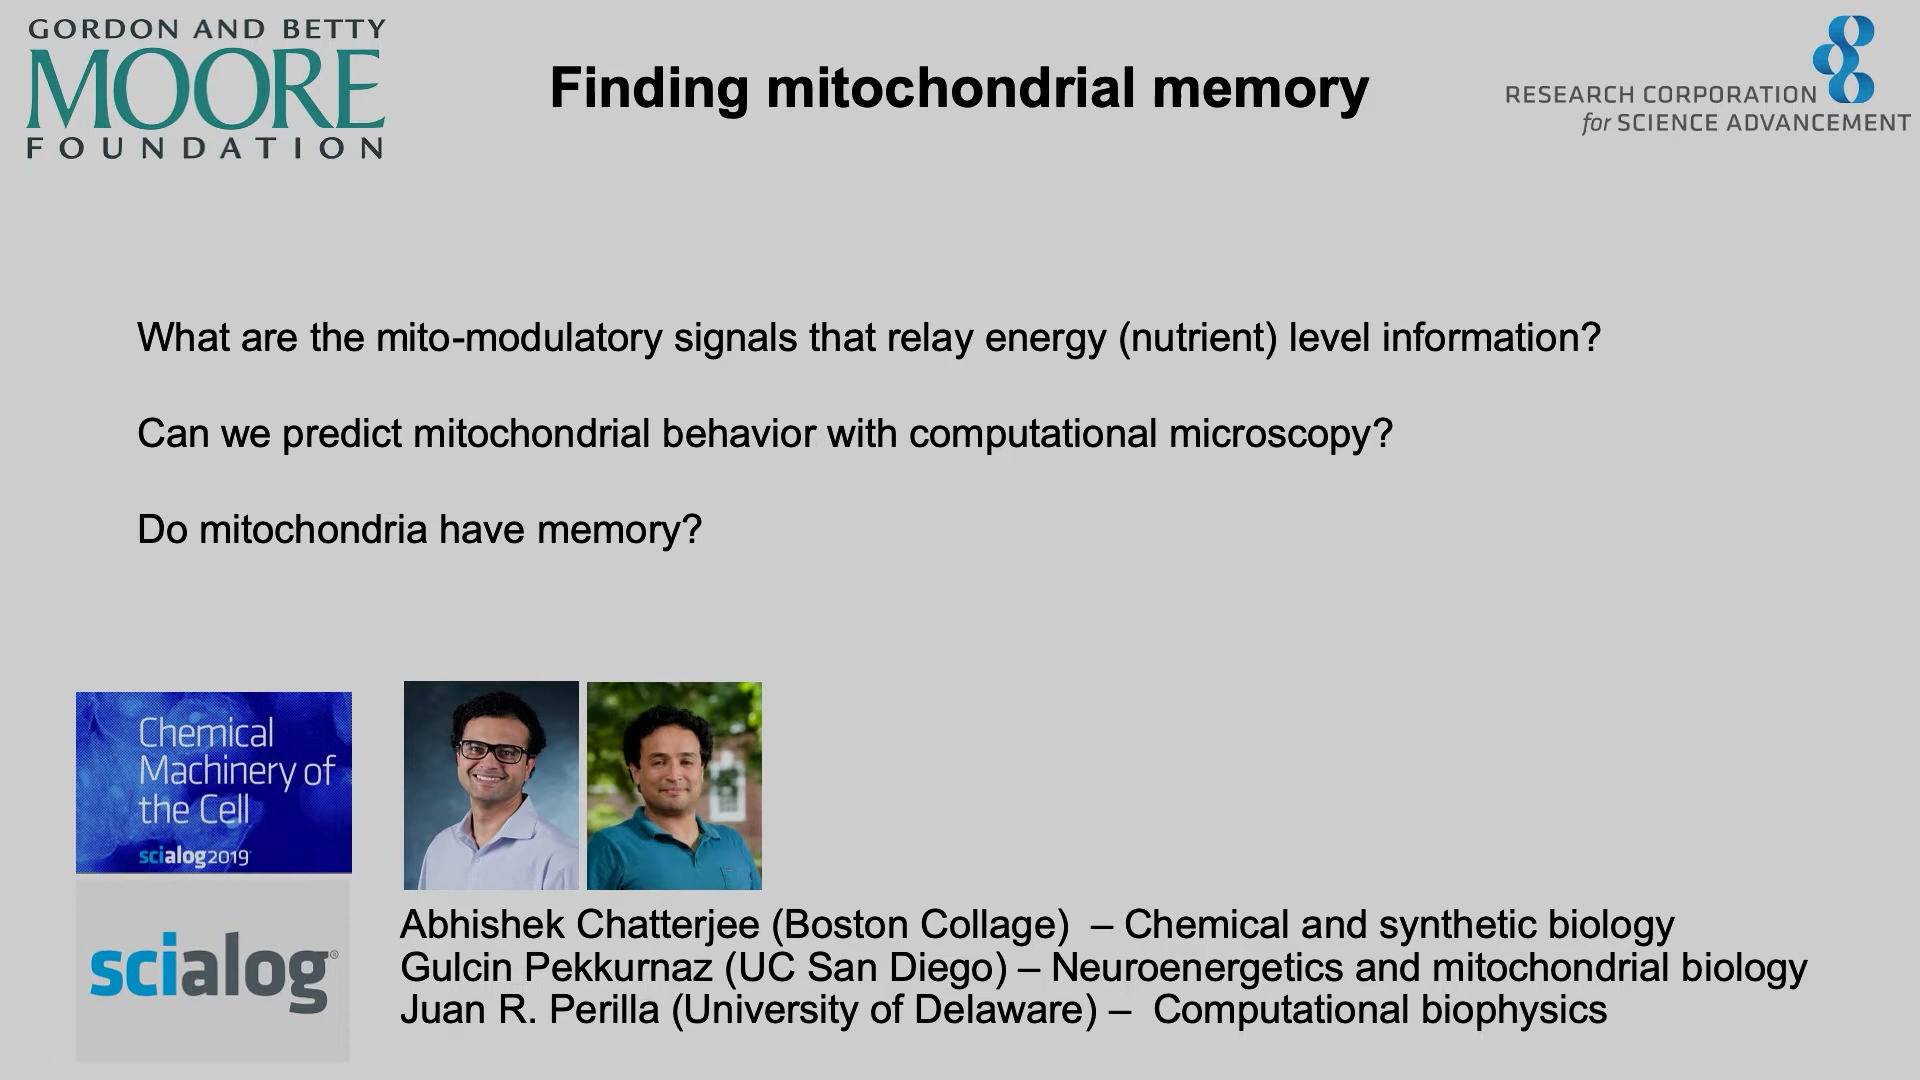 GORDON AND BETTY
MOORE
FOUNDATION
Finding mitochondrial memory
RESEARCH CORPORATION
for SCIENCE ADVANCEMENT
What are the mito-modulatory signals that relay energy (nutrient) level information?
Can we predict mitochondrial behavior with computational microscopy?
Do mitochondria have memory?
Chemical
Machinery of
the Cell
scialog2019
scialog®
Abhishek Chatterjee (Boston Collage) – Chemical and synthetic biology
Gulcin Pekkurnaz (UC San Diego) – Neuroenergetics and mitochondrial biology
Juan R. Perilla (University of Delaware) – Computational biophysics